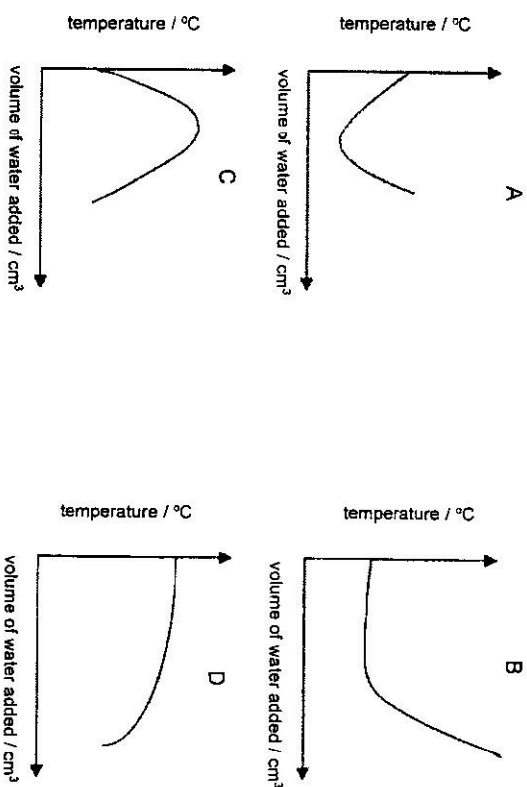 A
temperature / °C
volume of water added / cm³
B
temperature / °C
volume of water added / cm³
C
temperature / °C
volume of water added / cm³
D
temperature / °C
volume of water added / cm³